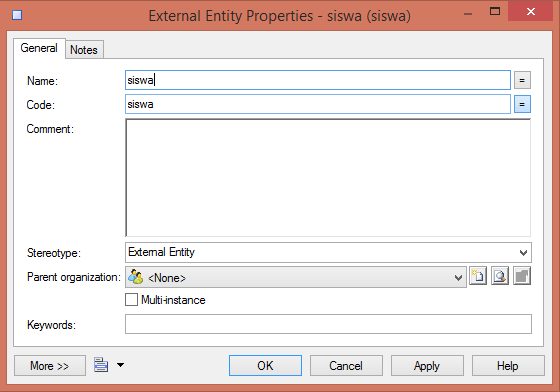 External Entity Properties - siswa (siswa)
General Notes
Name: siswa =
Code: siswa =
Comment:
Stereotype: External Entity
Parent organization: <None>
Multi-instance
Keywords:
More >> OK Cancel Apply Help